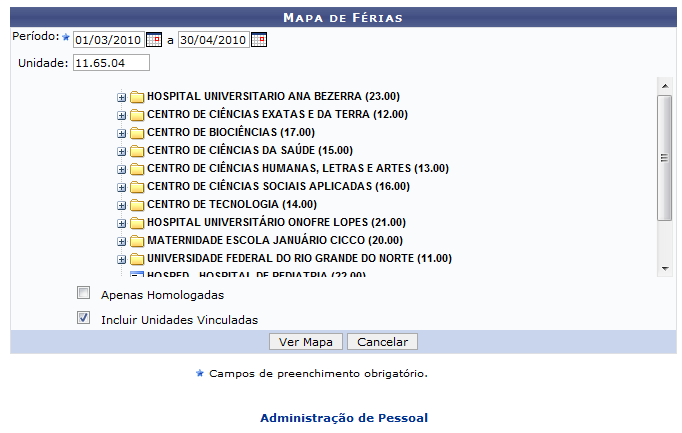 MAPA DE FÉRIAS
Período: 01/03/2010 a 30/04/2010
Unidade: 11.65.04
HOSPITAL UNIVERSITARIO ANA BEZERRA (23.00)
CENTRO DE CIÊNCIAS EXATAS E DA TERRA (12.00)
CENTRO DE BIOCIÊNCIAS (17.00)
CENTRO DE CIÊNCIAS DA SAÚDE (15.00)
CENTRO DE CIÊNCIAS HUMANAS, LETRAS E ARTES (13.00)
CENTRO DE CIÊNCIAS SOCIAIS APLICADAS (16.00)
CENTRO DE TECNOLOGIA (14.00)
HOSPITAL UNIVERSITÁRIO ONOFRE LOPES (21.00)
MATERNIDADE ESCOLA JANUÁRIO CICCO (20.00)
UNIVERSIDADE FEDERAL DO RIO GRANDE DO NORTE (11.00)
HOSPED - HOSPITAL DE PEDIATRIA (22.00)
Apenas Homologadas
Incluir Unidades Vinculadas
Ver Mapa Cancelar
Campos de preenchimento obrigatório.
Administração de Pessoal